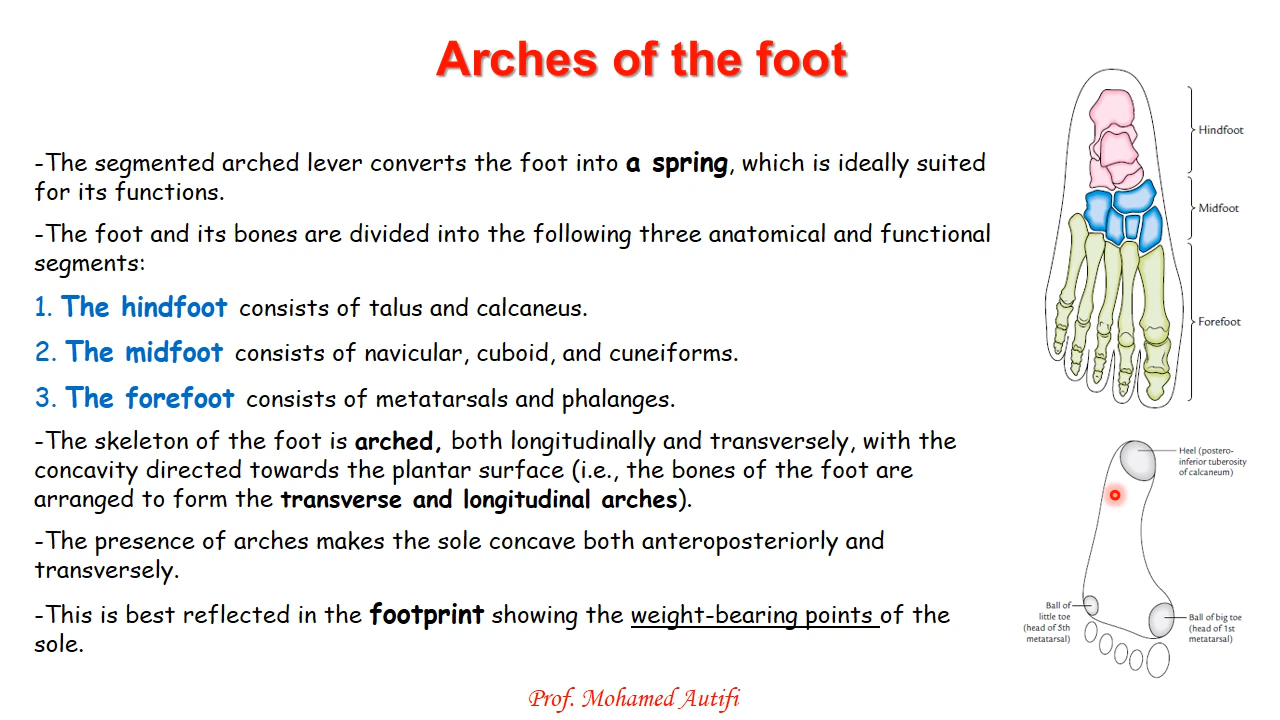 Arches of the foot
-The segmented arched lever converts the foot into a spring, which is ideally suited
for its functions.
-The foot and its bones are divided into the following three anatomical and functional
segments:
1. The hindfoot consists of talus and calcaneus.
2. The midfoot consists of navicular, cuboid, and cuneiforms.
3. The forefoot consists of metatarsals and phalanges.
-The skeleton of the foot is arched, both longitudinally and transversely, with the
concavity directed towards the plantar surface (i.e., the bones of the foot are
arranged to form the transverse and longitudinal arches).
-The presence of arches makes the sole concave both anteroposteriorly and
transversely.
-This is best reflected in the footprint showing the weight-bearing points of the
sole.
Hindfoot
Midfoot
Forefoot
Heel (postero-
inferior tuberosity
of calcaneum)
Ball of
little toe
(head of 5th
metatarsal)
Ball of big toe
(head of 1st
metatarsal)
Prof. Mohamed Autifi